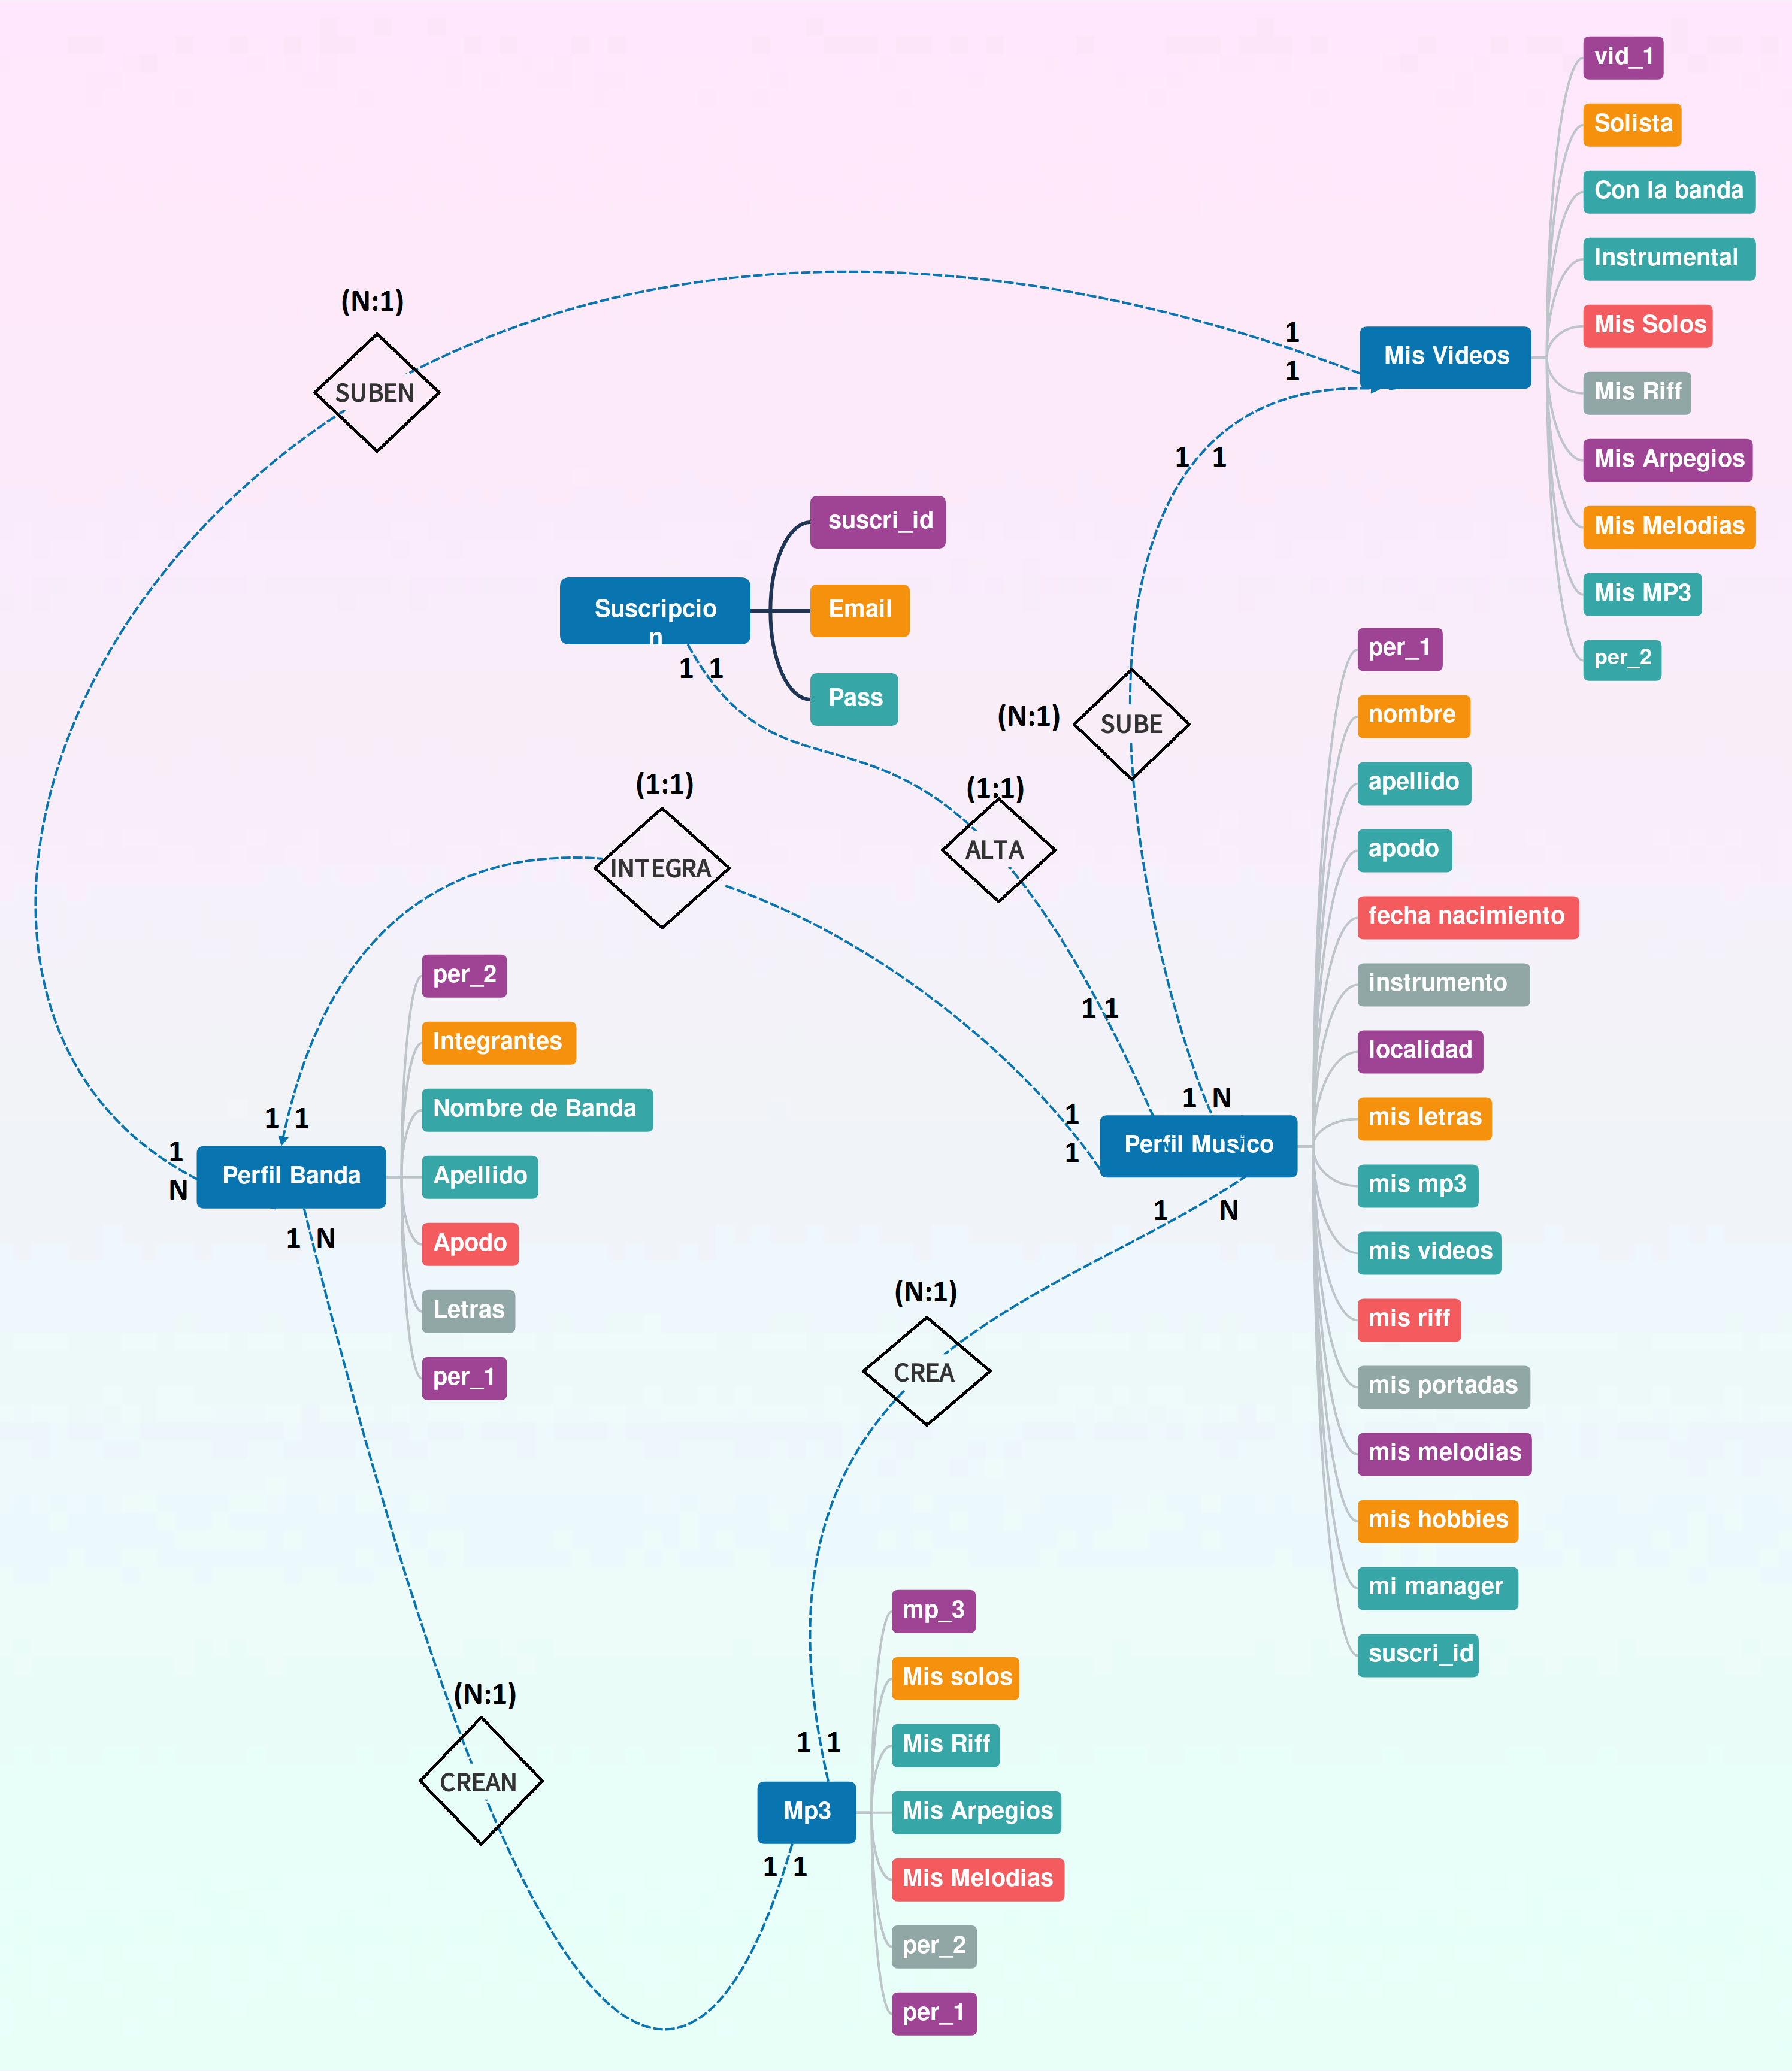 vid_1
Solista
Con la banda
Instrumental
Mis Solos
Mis Riff
Mis Arpegios
Mis Melodias
Mis MP3
per_2
Mis Videos
1
1
1 1
(N:1)
SUBEN
suscri_id
Email
Pass
Suscripcio
n
1 1
(N:1)
SUBE
(1:1)
ALTA
1 1
(1:1)
INTEGRA
per_1
nombre
apellido
apodo
fecha nacimiento
instrumento
localidad
mis letras
mis mp3
mis videos
mis riff
mis portadas
mis melodias
mis hobbies
mi manager
suscri_id
1 N
1
1
Perfil Musico
1 N
per_2
Integrantes
Nombre de Banda
Apellido
Apodo
Letras
per_1
1 1
1
N
Perfil Banda
1 N
(N:1)
CREA
(N:1)
CREAN
mp_3
Mis solos
Mis Riff
Mis Arpegios
Mis Melodias
per_2
per_1
1 1
Mp3
1 1